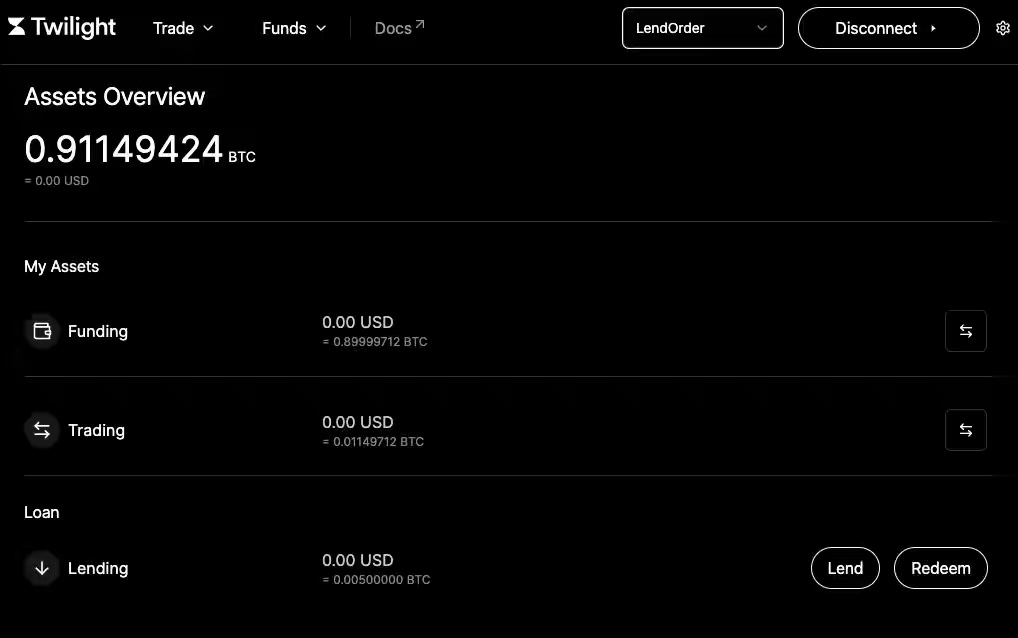 Twilight Trade Funds Docs LendOrder Disconnect
Assets Overview
0.91149424 BTC
= 0.00 USD
My Assets
Funding 0.00 USD
= 0.89999712 BTC
Trading 0.00 USD
= 0.01149712 BTC
Loan
Lending 0.00 USD Lend Redeem
= 0.00500000 BTC